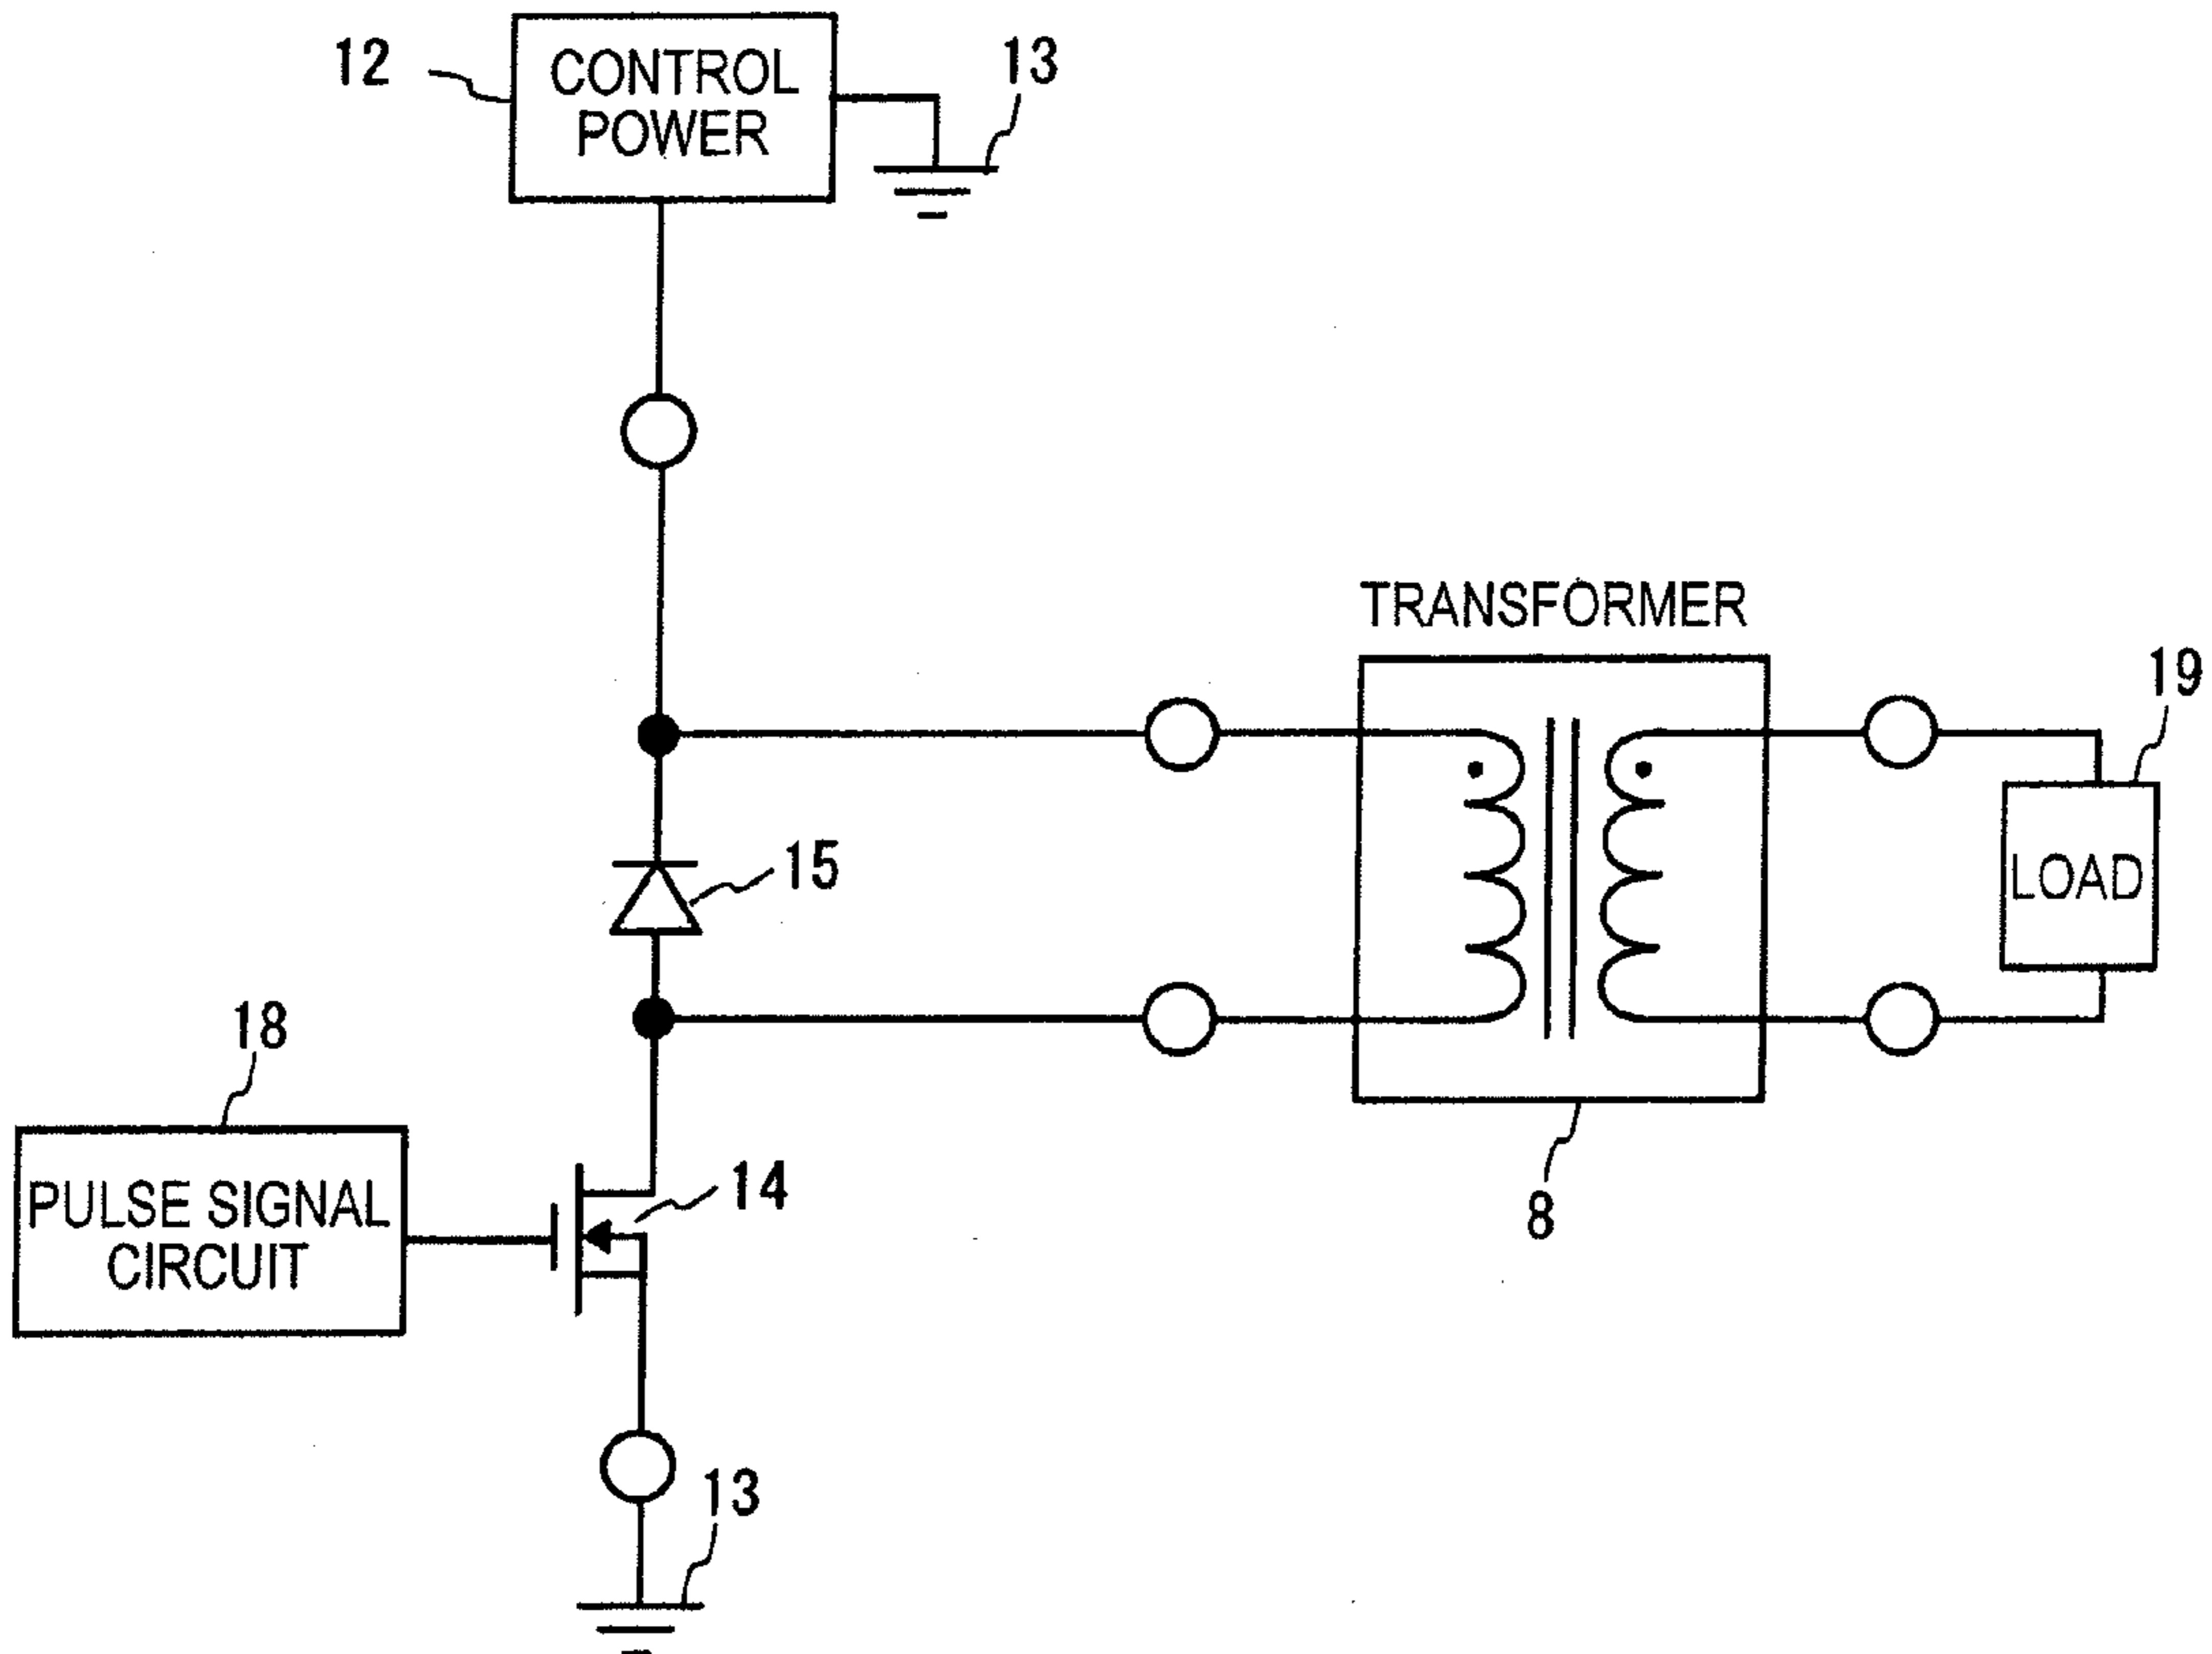 12
CONTROL
POWER
13
TRANSFORMER
19
15
LOAD
18
14
PULSE SIGNAL
CIRCUIT
8
13